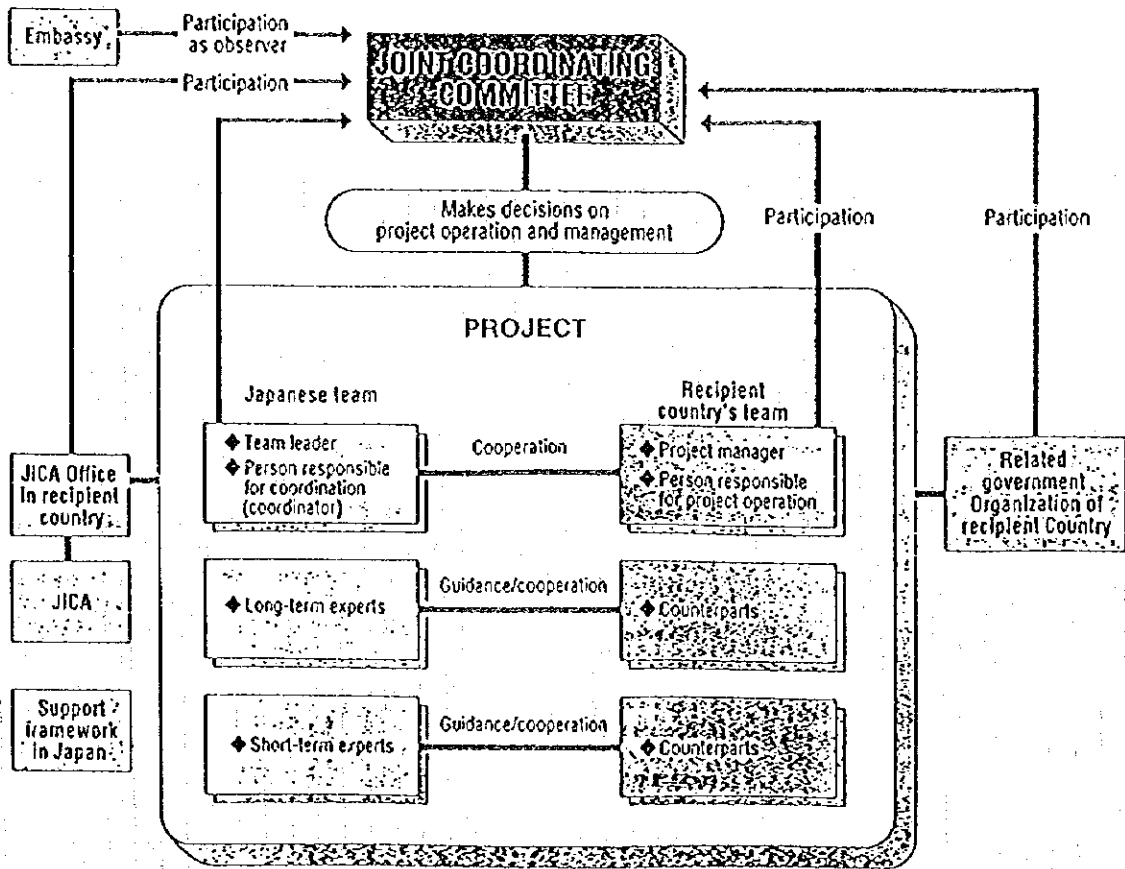 Embassy
Participation
as observer
Participation
JOINT COORDINATING
COMMITTEE
Makes decisions on
project operation and management
Participation
Participation
PROJECT
Japanese team
Recipient
country's team
◆ Team leader
◆ Person responsible
for coordination
(coordinator)
Cooperation
◆ Project manager
◆ Person responsible
for project operation
JICA Office
In recipient
country
Related
government
Organization of
recipient Country
JICA
◆ Long-term experts
Guidance/cooperation
◆ Counterparts
Support
framework
in Japan
◆ Short-term experts
Guidance/cooperation
◆ Counterparts